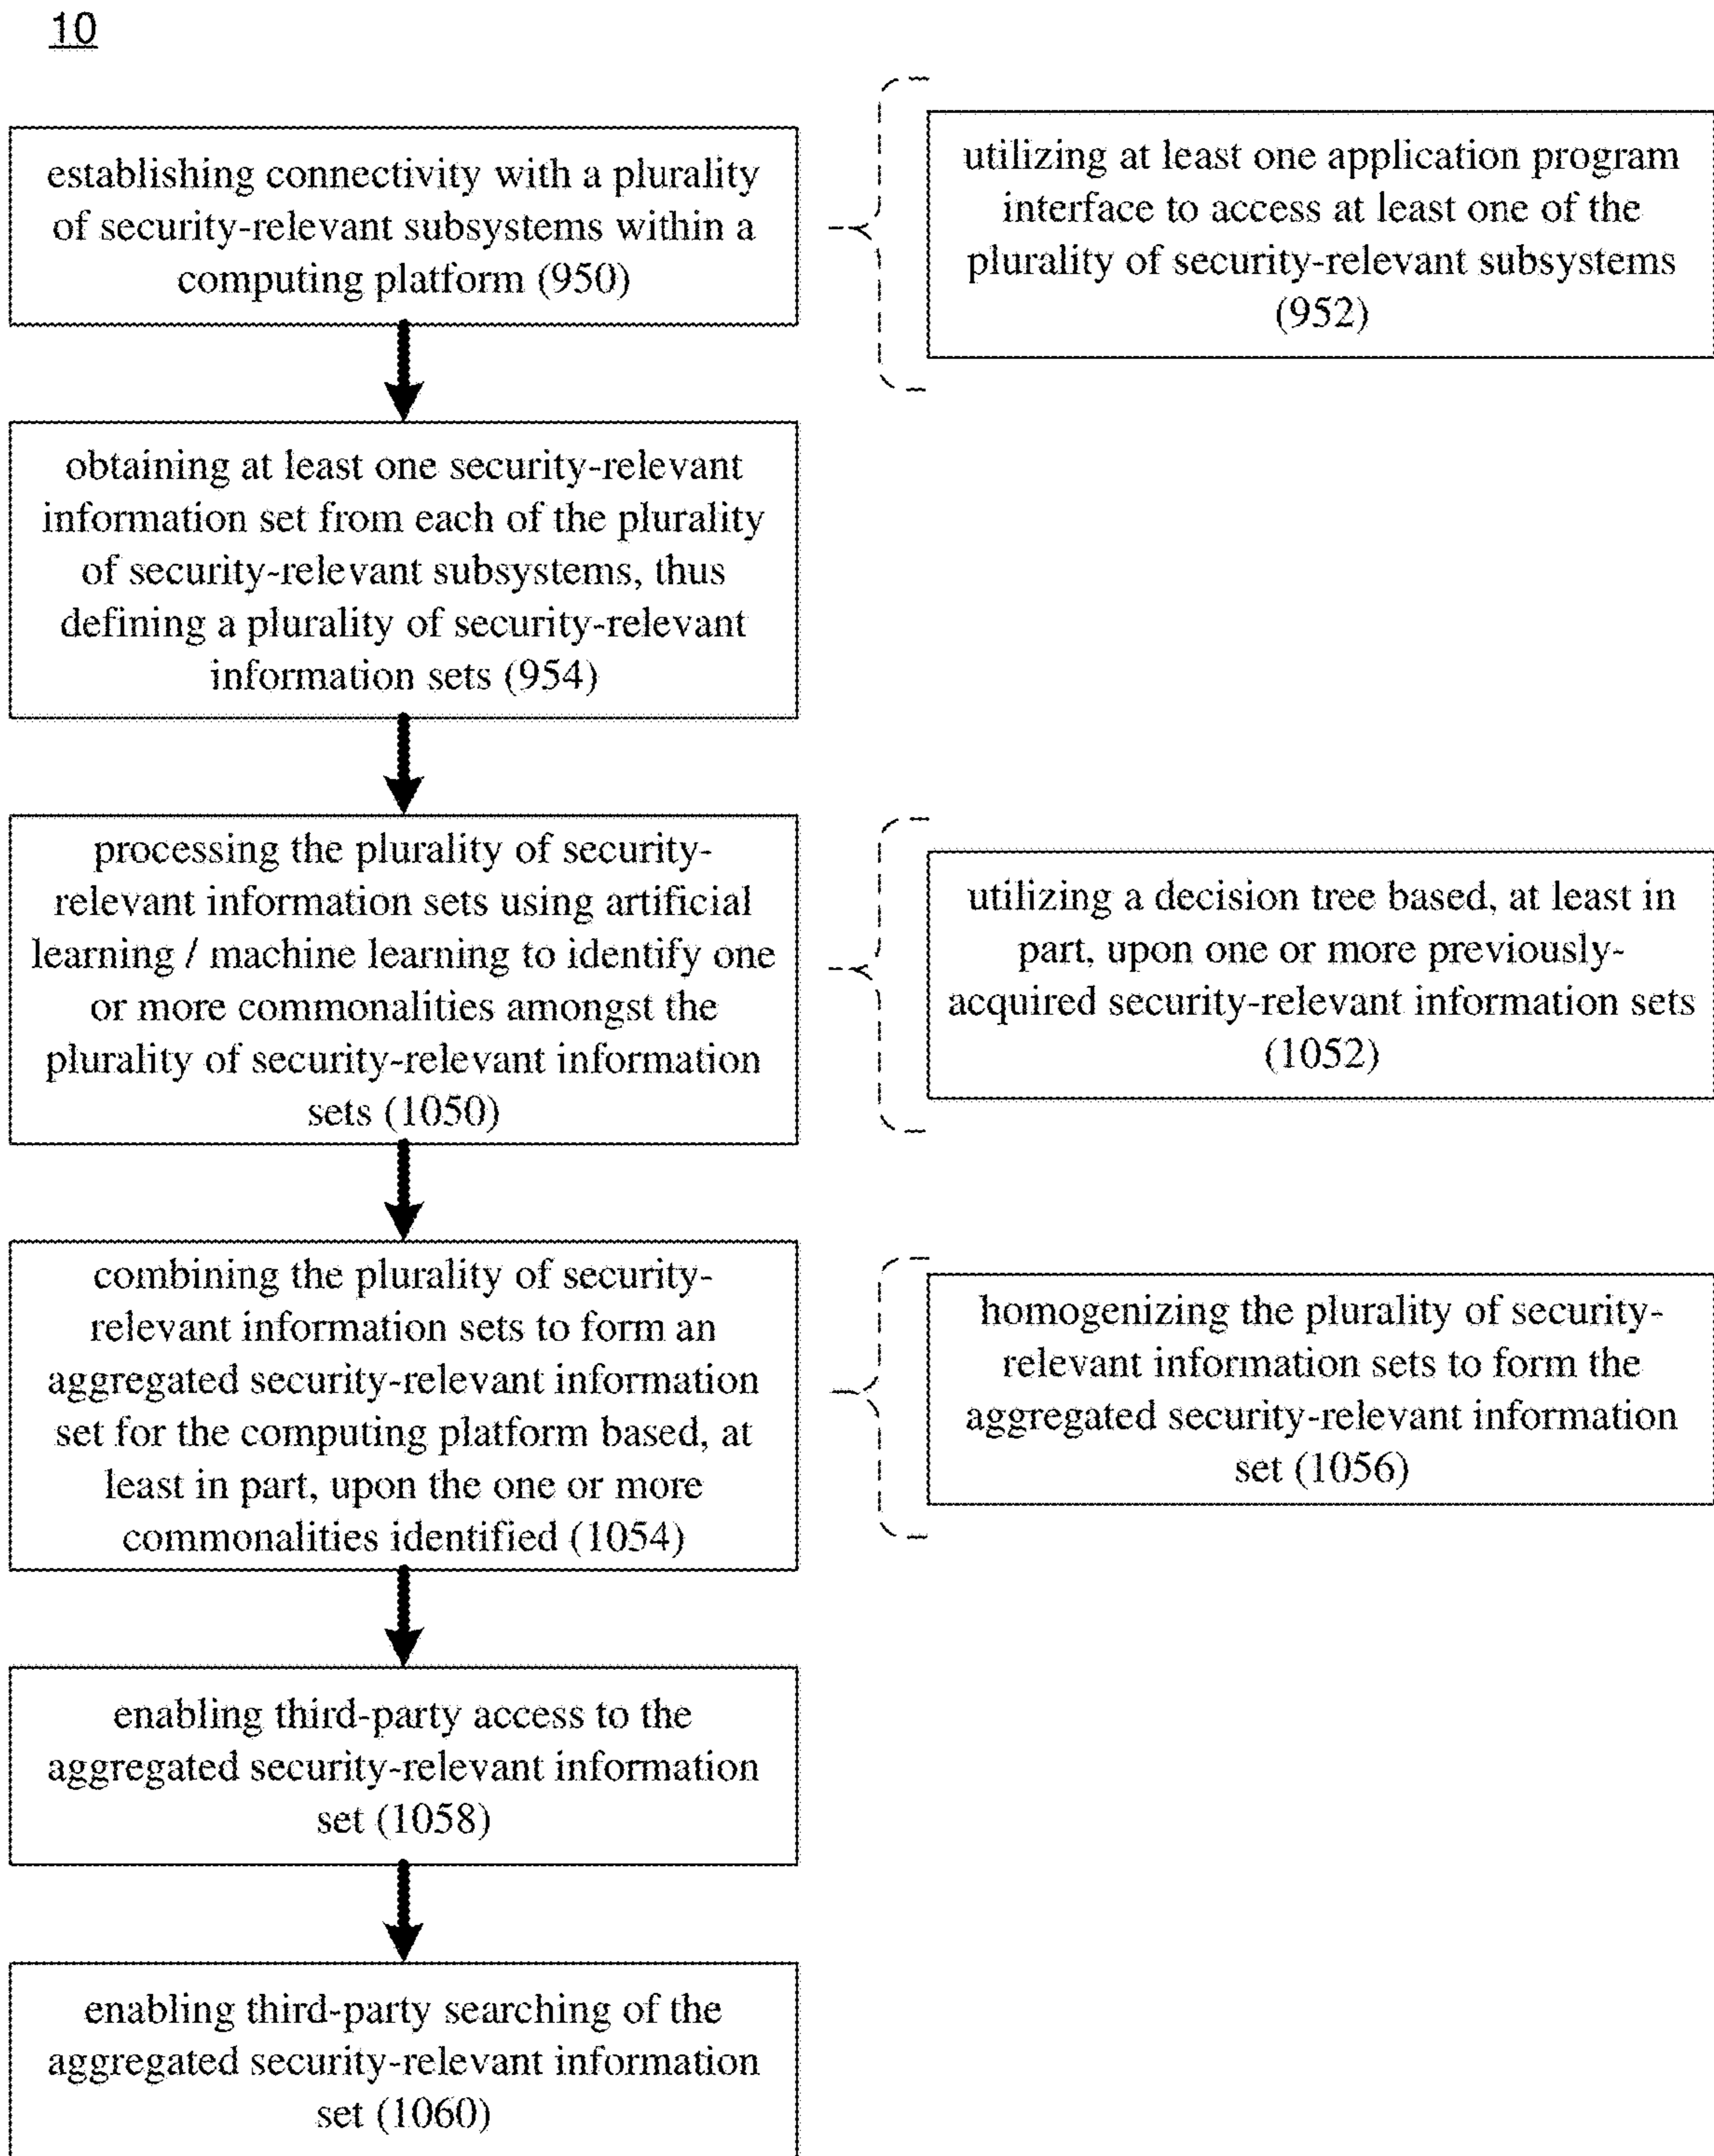 10
establishing connectivity with a plurality
of security-relevant subsystems within a
computing platform (950)
utilizing at least one application program
interface to access at least one of the
plurality of security-relevant subsystems
(952)
obtaining at least one security-relevant
information set from each of the plurality
of security-relevant subsystems, thus
defining a plurality of security-relevant
information sets (954)
processing the plurality of security-
relevant information sets using artificial
learning / machine learning to identify one
or more commonalities amongst the
plurality of security-relevant information
sets (1050)
utilizing a decision tree based, at least in
part, upon one or more previously-
acquired security-relevant information sets
(1052)
combining the plurality of security-
relevant information sets to form an
aggregated security-relevant information
set for the computing platform based, at
least in part, upon the one or more
commonalities identified (1054)
homogenizing the plurality of security-
relevant information sets to form the
aggregated security-relevant information
set (1056)
enabling third-party access to the
aggregated security-relevant information
set (1058)
enabling third-party searching of the
aggregated security-relevant information
set (1060)